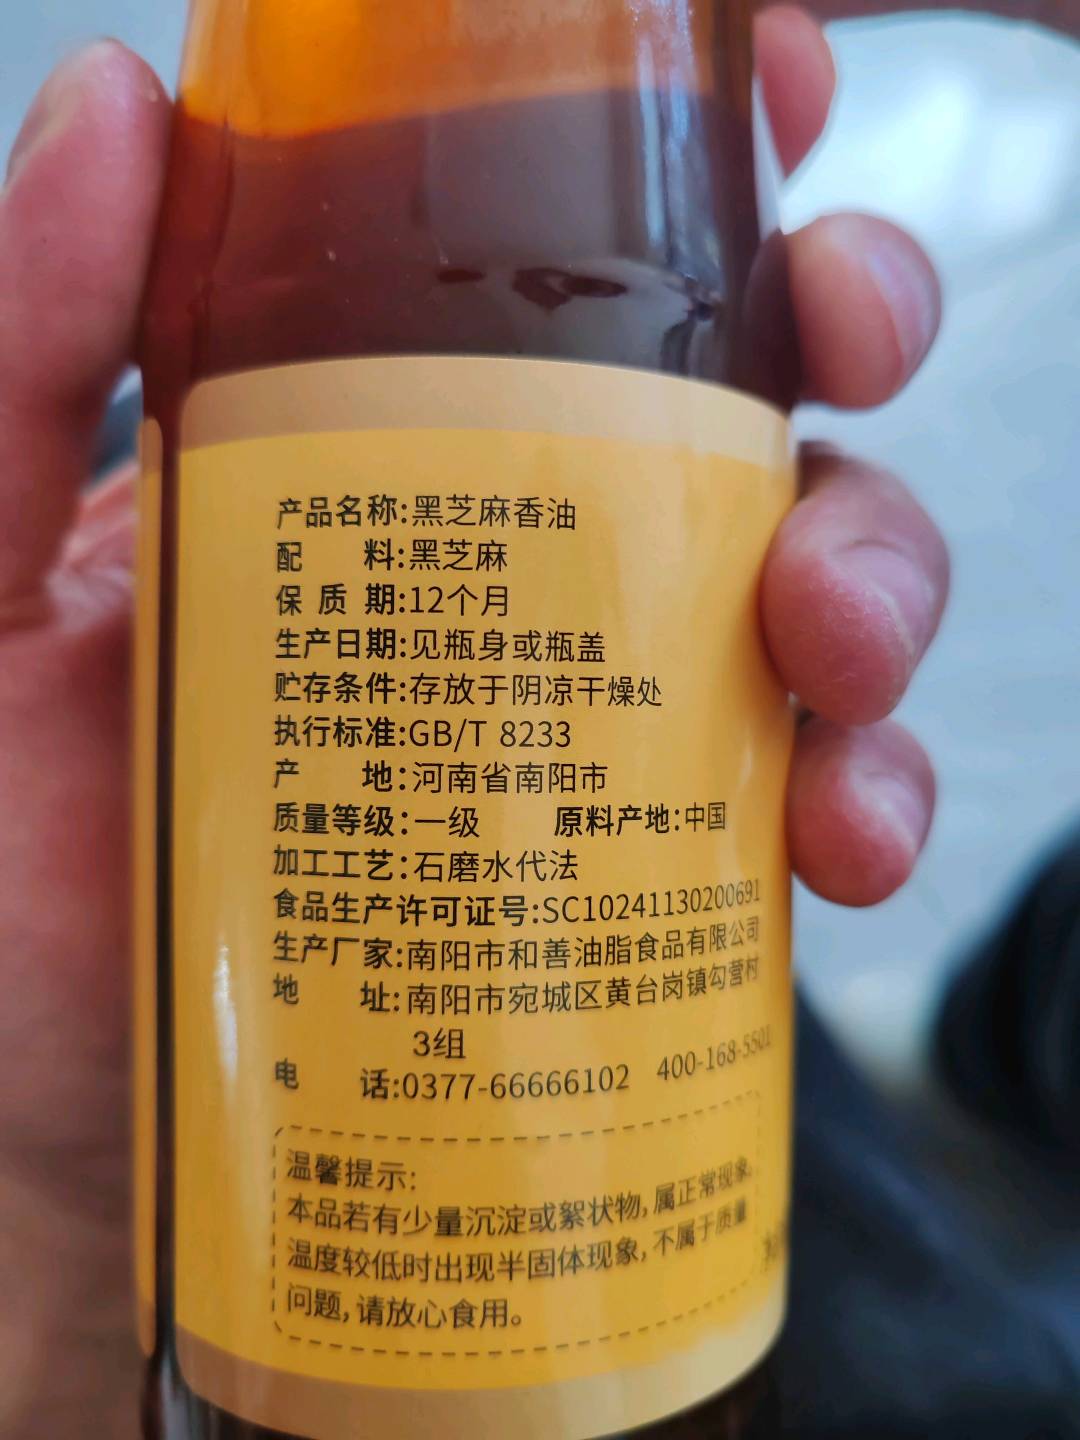 产品名称:黑芝麻香油
配 料:黑芝麻
保质期:12个月
生产日期:见瓶身或瓶盖
贮存条件:存放于阴凉干燥处
执行标准:GB/T 8233
产 地:河南省南阳市
质量等级:一级 原料产地:中国
加工工艺:石磨水代法
食品生产许可证号:SC10241130200691
生产厂家:南阳市和善油脂食品有限公司
地 址:南阳市宛城区黄台岗镇勾营村
3组
电 话:0377-66666102 400-168-5501
温馨提示:
本品若有少量沉淀或絮状物,属正常现象.
温度较低时出现半固体现象,不属于质量
问题,请放心食用。